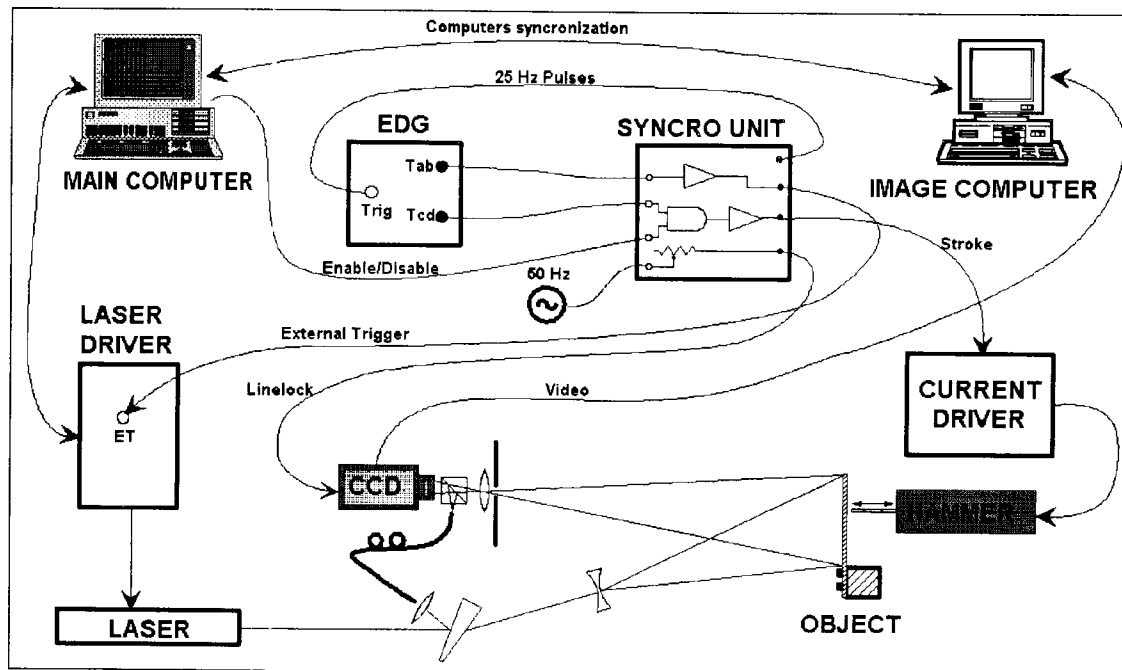 Computers syncronization
25 Hz Pulses
EDG
SYNCRO UNIT
Tab
Trig
Tcd
MAIN COMPUTER
IMAGE COMPUTER
Enable/Disable
Stroke
50 Hz
LASER
DRIVER
External Trigger
ET
Linelock
Video
CURRENT
DRIVER
CCD
HAMMER
OBJECT
LASER